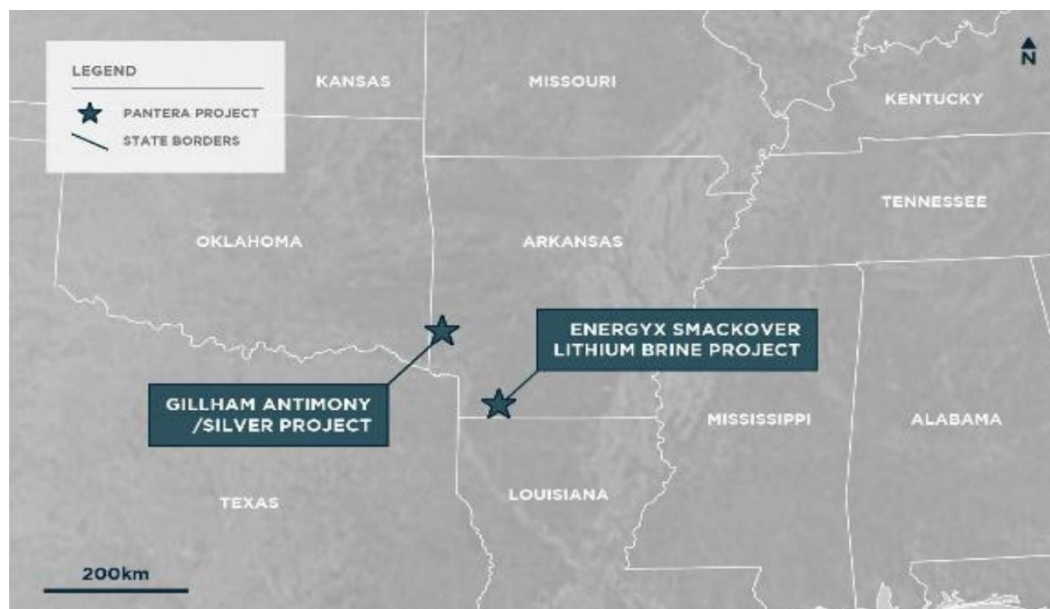 LEGEND
PANTERA PROJECT
STATE BORDERS
KANSAS
MISSOURI
N
KENTUCKY
TENNESSEE
OKLAHOMA
ARKANSAS
ENERGYX SMACKOVER
LITHIUM BRINE PROJECT
GILLHAM ANTIMONY
/SILVER PROJECT
MISSISSIPPI
ALABAMA
TEXAS
LOUISIANA
200km